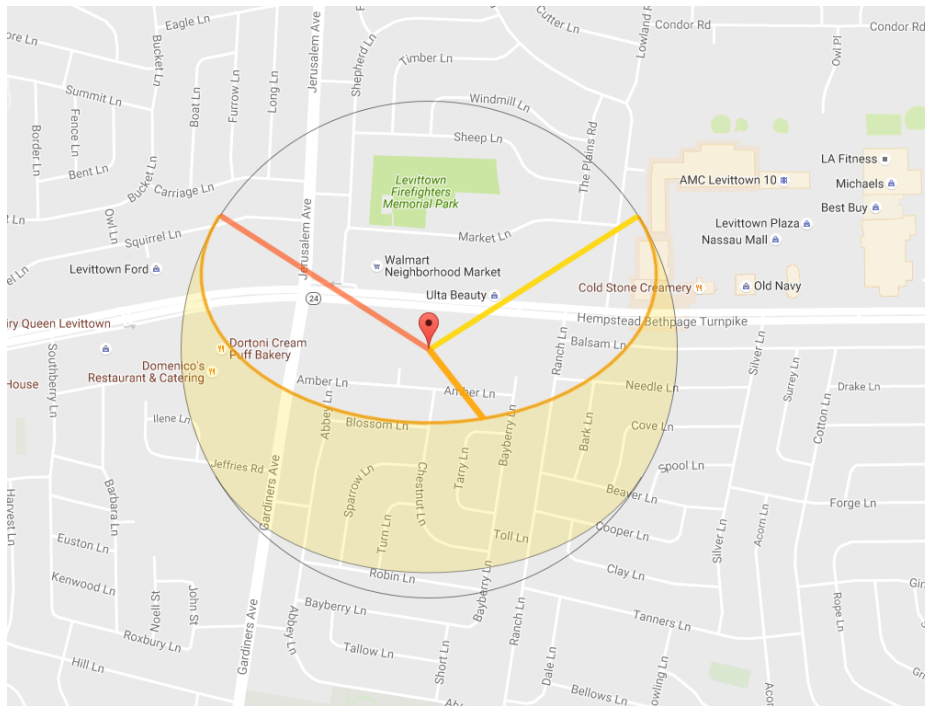 Eagle Ln
Cutter Ln
Condor Rd
Condor Rd
Bucket Ln
Jerusalem Ave
Shepherd Ln
Lowland Rd
Owl Pl
Timber Ln
Summit Ln
Boat Ln
Furrow Ln
Long Ln
Windmill Ln
Fence Ln
Border Ln
Sheep Ln
The Plains Rd
LA Fitness
Bent Ln
Bucket Ln
Carriage Ln
Levittown
Firefighters
Memorial Park
AMC Levittown 10
Michaels
Best Buy
Owl Ln
Jerusalem Ave
Levittown Plaza
Squirrel Ln
Market Ln
Nassau Mall
Levittown Ford
Walmart
Neighborhood Market
Cold Stone Creamery
Old Navy
24
Ulta Beauty
iry Queen Levittown
Hempstead Bethpage Turnpike
Dortoni Cream
Puff Bakery
Balsam Ln
Domenico's
Restaurant & Catering
House
Southberry Ln
Amber Ln
Amber Ln
Ranch Ln
Silver Ln
Surrey Ln
Needle Ln
Drake Ln
Abbey Ln
Blossom Ln
Bayberry Ln
Bark Ln
Cove Ln
Cotton Ln
Ilene Ln
Jeffries Rd
Sparrow Ln
Chestnut Ln
Tarry Ln
Spool Ln
Harvest Ln
Barbara Ln
Gardiners Ave
Beaver Ln
Forge Ln
Turn Ln
Toll Ln
Cooper Ln
Silver Ln
Acorn Ln
Euston Ln
Robin Ln
Clay Ln
Kenwood Ln
Noell St
John St
Bayberry Ln
Bayberry Ln
Ranch Ln
Tanners Ln
Rope Ln
Abbey Ln
Roxbury Ln
Gardiners Ave
Tallow Ln
Short Ln
Dale Ln
Hill Ln
Bellows Ln